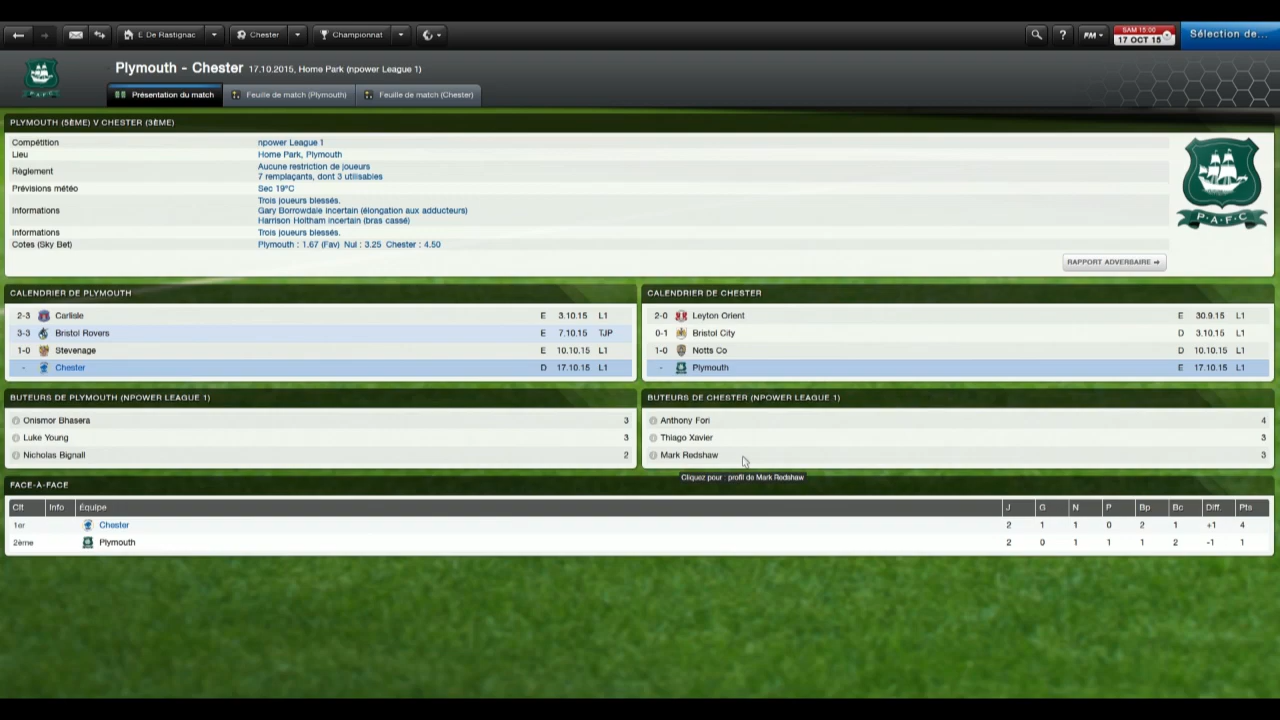 E. De Rastignac Chester Championnat ? FM SAM 15:00 17 OCT 15 Sélection de...
Plymouth - Chester 17.10.2015, Home Park (npower League 1)
Présentation du match Feuille de match (Plymouth) Feuille de match (Chester)
PLYMOUTH (5ÈME) V CHESTER (3ÈME)
Compétition npower League 1
Lieu Home Park, Plymouth
Règlement Aucune restriction de joueurs
7 remplaçants, dont 3 utilisables
Prévisions météo Sec 19°C
Informations Trois joueurs blessés.
Gary Borrowdale incertain (élongation aux adducteurs)
Harrison Holtham incertain (bras cassé)
Informations Trois joueurs blessés.
Cotes (Sky Bet) Plymouth : 1.67 (Fav) Nul : 3.25 Chester : 4.50
P·A·F·C
RAPPORT ADVERSAIRE
CALENDRIER DE PLYMOUTH
2-3 Carlisle E 3.10.15 L1
3-3 Bristol Rovers E 7.10.15 TJP
1-0 Stevenage E 10.10.15 L1
- Chester D 17.10.15 L1
CALENDRIER DE CHESTER
2-0 Leyton Orient E 30.9.15 L1
0-1 Bristol City D 3.10.15 L1
1-0 Notts Co D 10.10.15 L1
- Plymouth E 17.10.15 L1
BUTEURS DE PLYMOUTH (NPOWER LEAGUE 1)
Onismor Bhasera 3
Luke Young 3
Nicholas Bignall 2
BUTEURS DE CHESTER (NPOWER LEAGUE 1)
Anthony Fon 4
Thiago Xavier 3
Mark Redshaw 3
Cliquez pour : profil de Mark Redshaw
FACE-À-FACE
Clt Info Équipe J G N P Bp Bc Diff. Pts
1er Chester 2 1 1 0 2 1 +1 4
2ème Plymouth 2 0 1 1 1 2 -1 1